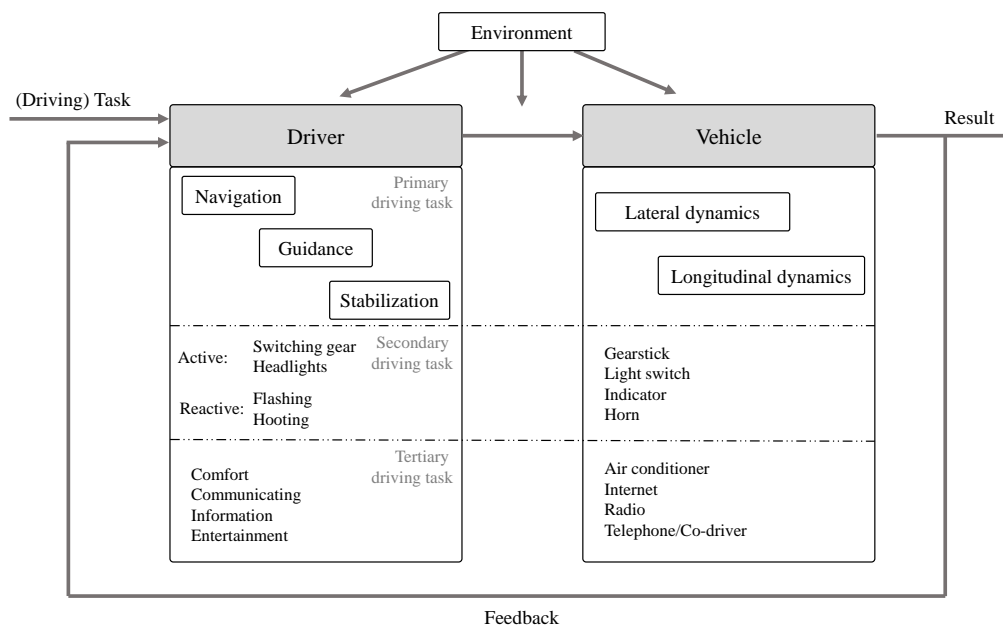 Environment
(Driving) Task
Result
Driver
Vehicle
Navigation
Primary
driving task
Guidance
Stabilization
Lateral dynamics
Longitudinal dynamics
Active:
Switching gear
Headlights
Secondary
driving task
Reactive:
Flashing
Hooting
Gearstick
Light switch
Indicator
Horn
Tertiary
driving task
Comfort
Communicating
Information
Entertainment
Air conditioner
Internet
Radio
Telephone/Co-driver
Feedback